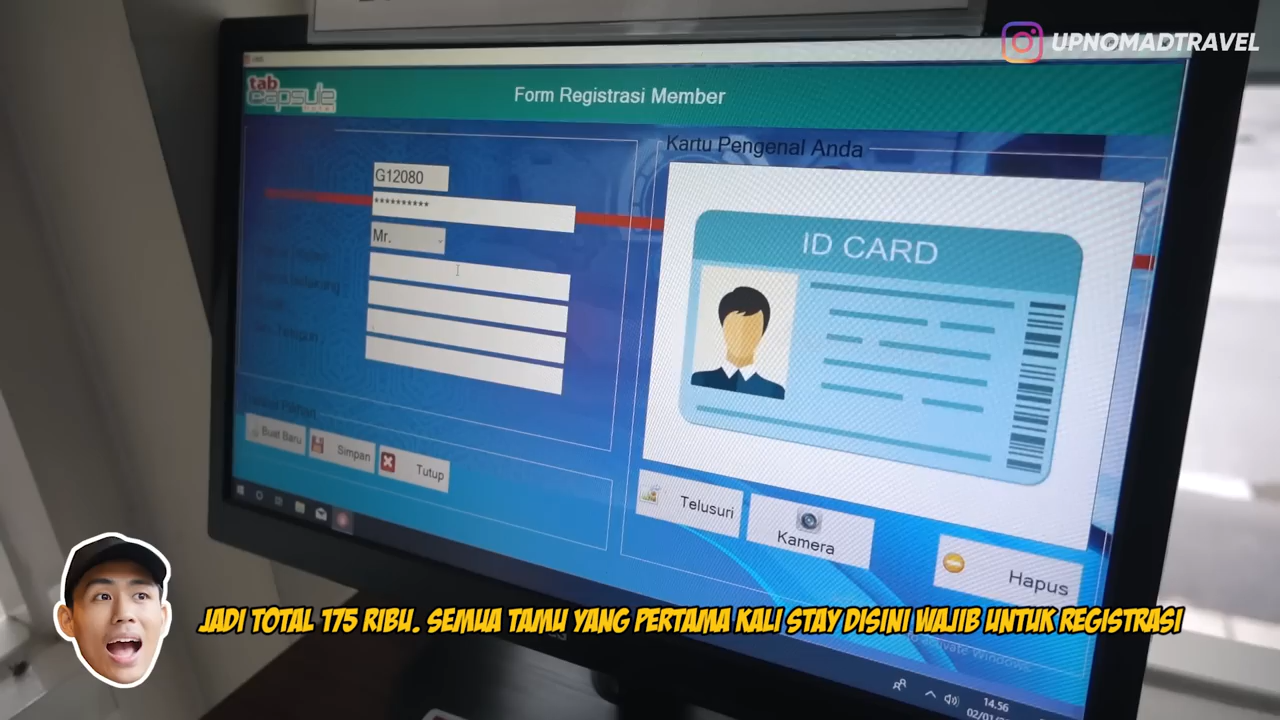 UPNOMADTRAVEL
tab
capsule
hotel
Form Registrasi Member
Kartu Pengenal Anda
G12080
**********
Mr.
ID CARD
Buat Baru
Simpan
Tutup
Telusuri
Kamera
Hapus
JADI TOTAL 175 RIBU. SEMUA TAMU YANG PERTAMA KALI STAY DISINI WAJIB UNTUK REGISTRASI
14.56